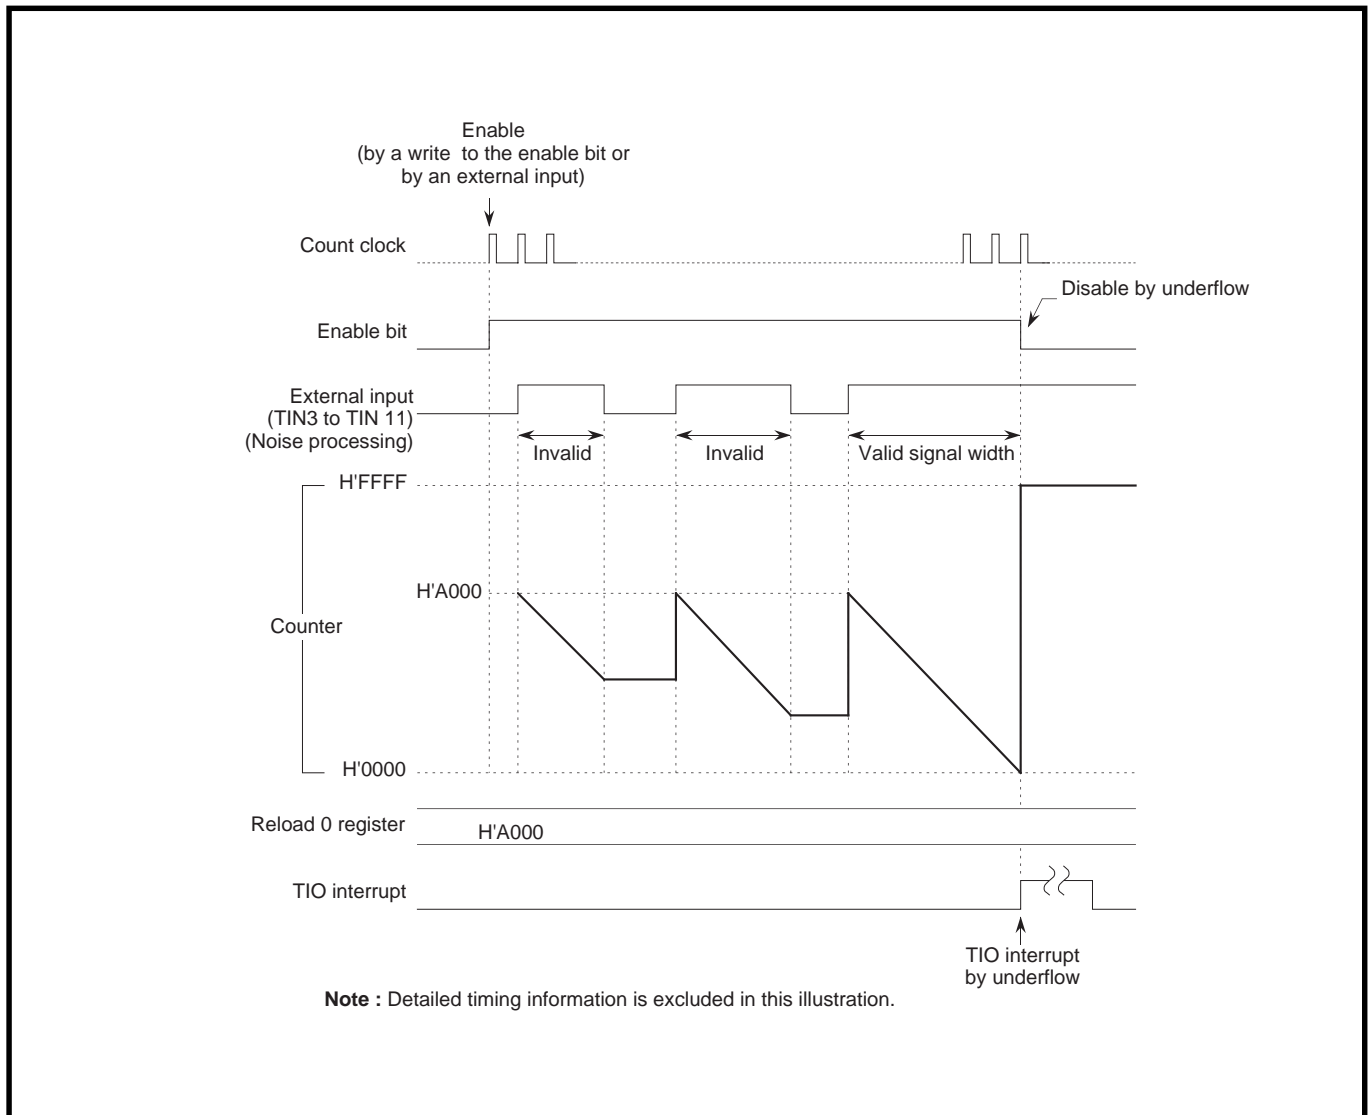 Enable
(by a write to the enable bit or
by an external input)
Count clock
Disable by underflow
Enable bit
External input
(TIN3 to TIN 11)
(Noise processing)
Invalid
Invalid
Valid signal width
H'FFFF
H'A000
Counter
H'0000
Reload 0 register
H'A000
TIO interrupt
TIO interrupt
by underflow
Note : Detailed timing information is excluded in this illustration.